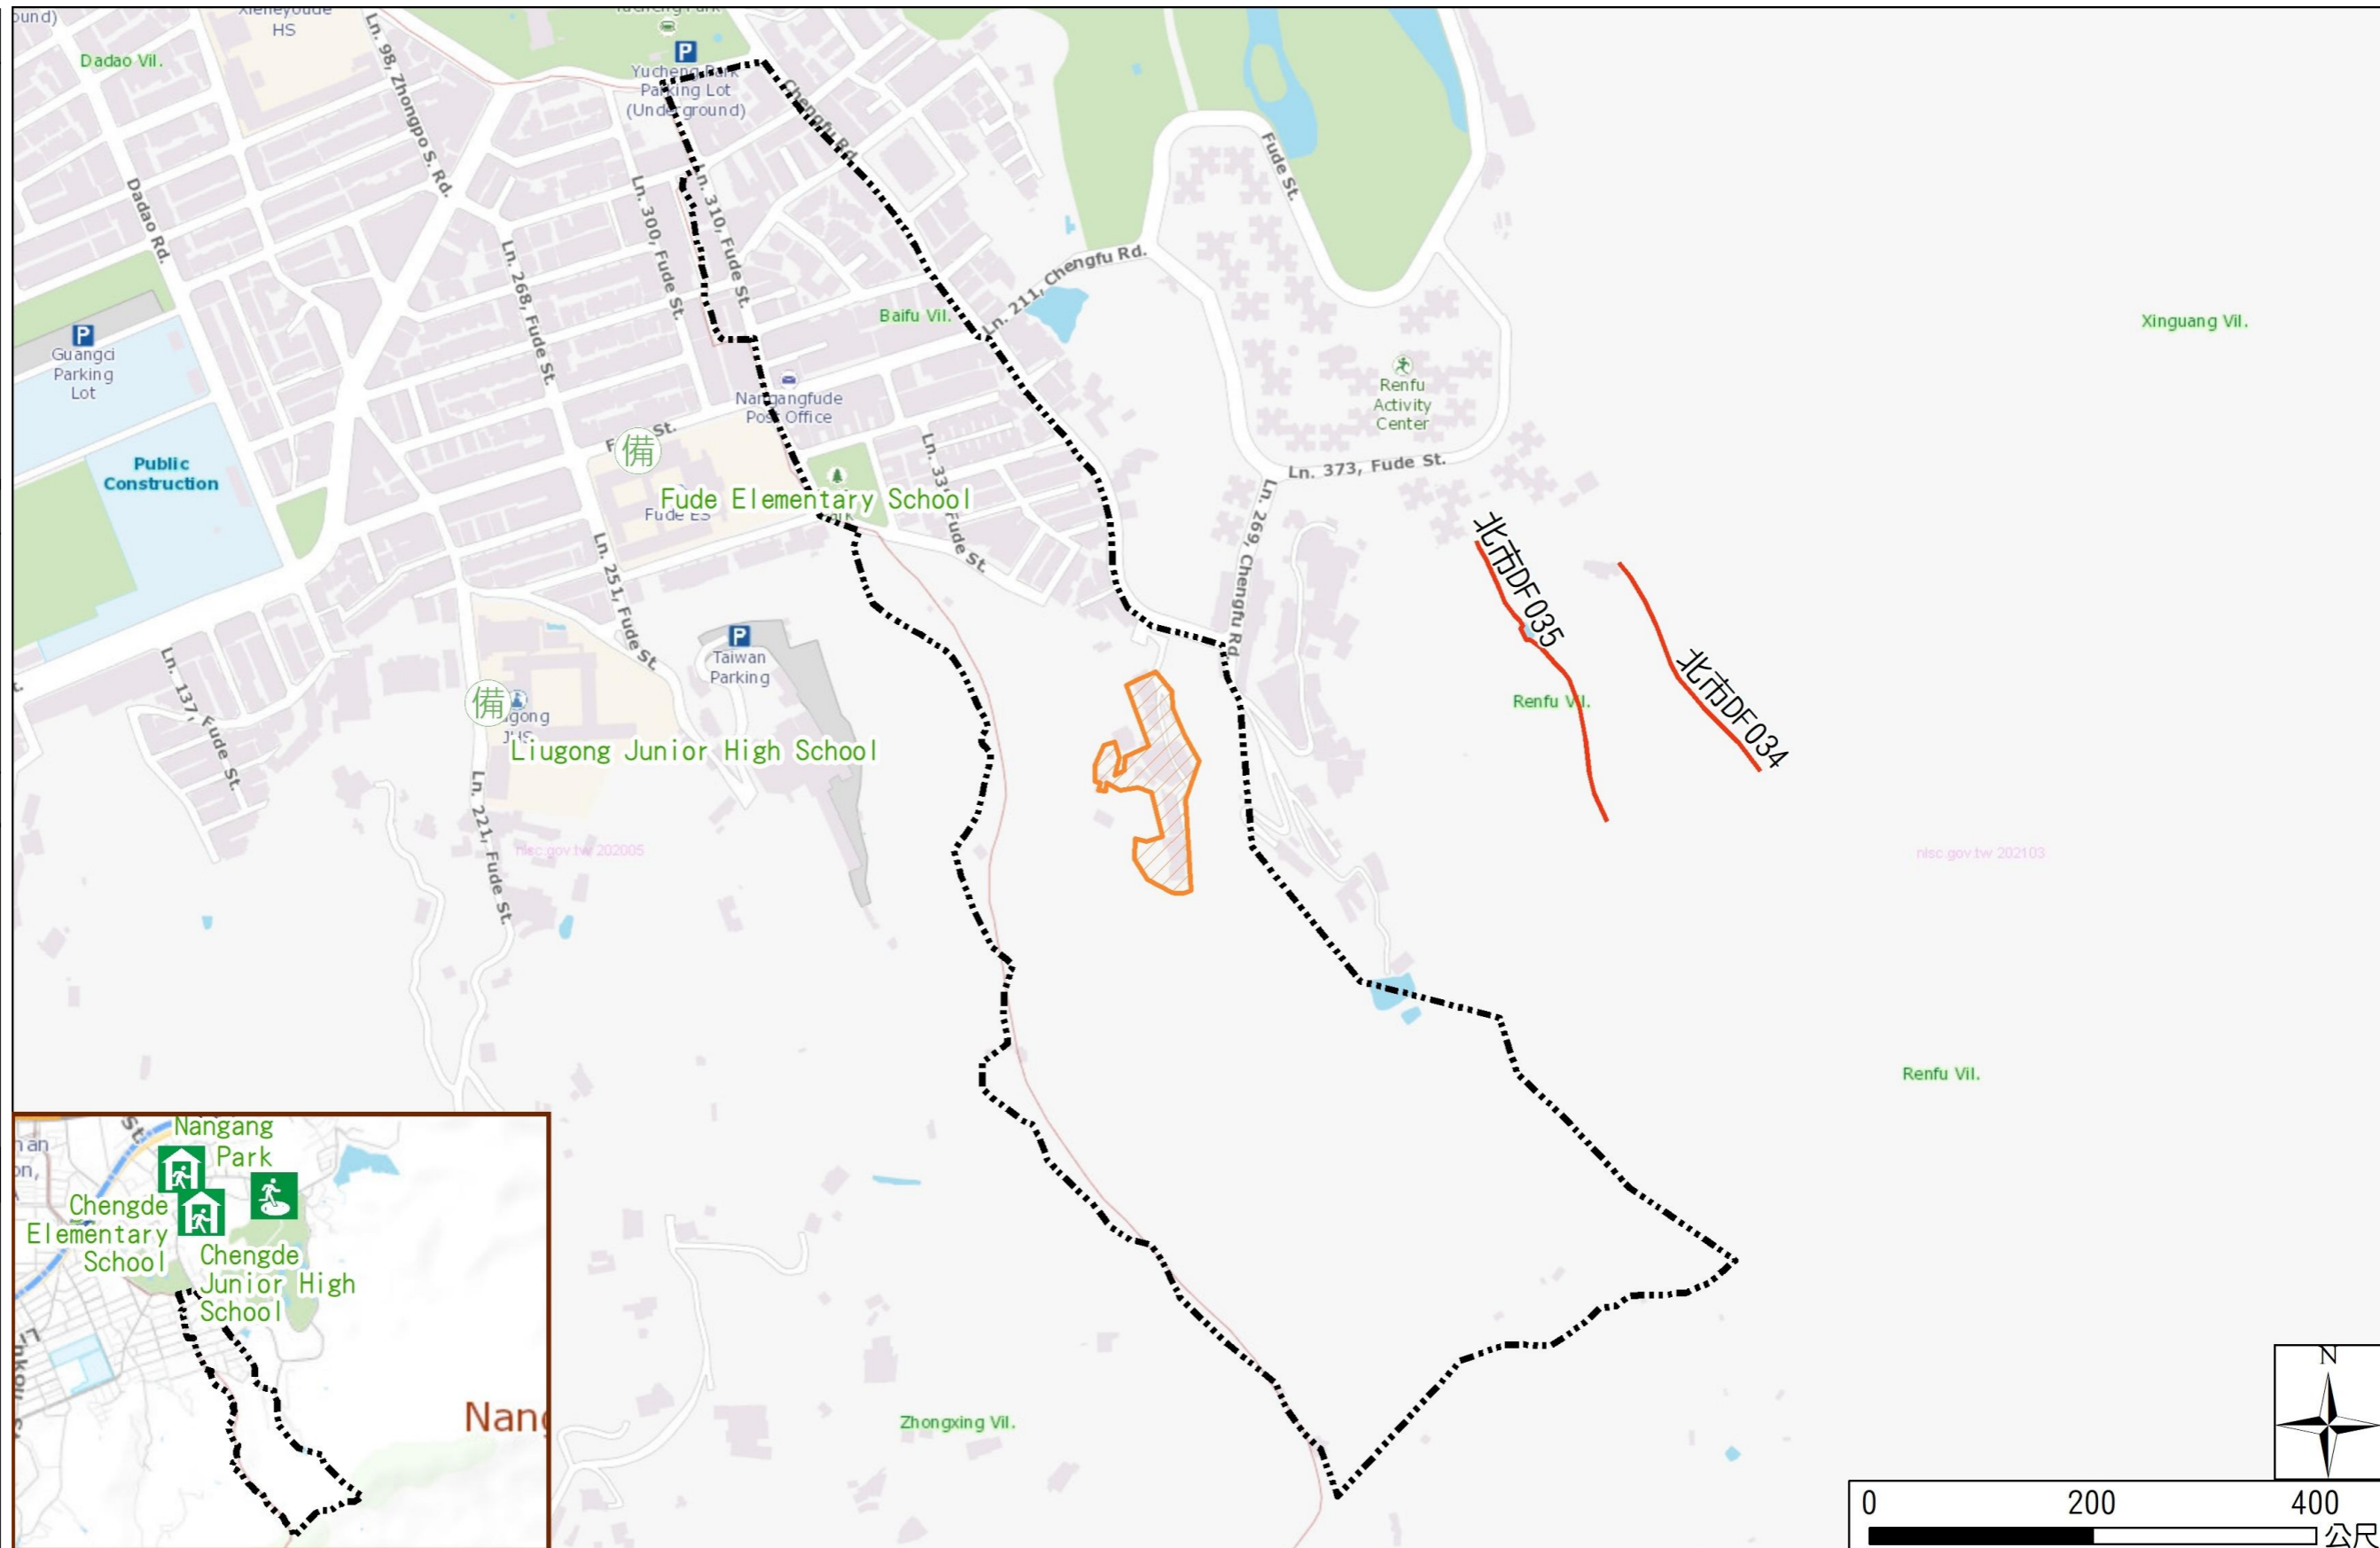 ound)
HS
Dadao Vil.
Ln. 98, Zhongpo S. Rd.
P
Yucheng Park
Parking Lot
(Underground)
Chengfu Rd.
Fude St.
Dadao Rd.
Ln. 300, Fude St.
Ln. 310, Fude St.
Ln. 268, Fude St.
Ln. 211, Chengfu Rd.
Baifu Vil.
Xinguang Vil.
P
Guangci
Parking
Lot
Nangangfude
Post Office
Renfu
Activity
Center
備
Public
Construction
Ln. 373, Fude St.
Fude Elementary School
Fude ES
Fude St.
Ln. 269, Chengfu Rd.
北市DF035
北市DF034
Ln. 251, Fude St.
P
Taiwan
Parking
Ln. 137, Fude St.
備
JHS
Liugong Junior High School
Renfu Vil.
Ln. 221, Fude St.
nlsc.gov.tw 202005
nlsc.gov.tw 202103
Renfu Vil.
Zhongxing Vil.
Nangang
Park
Chengde
Elementary
School
Chengde
Junior High
School
Nang
N
0 200 400
公尺